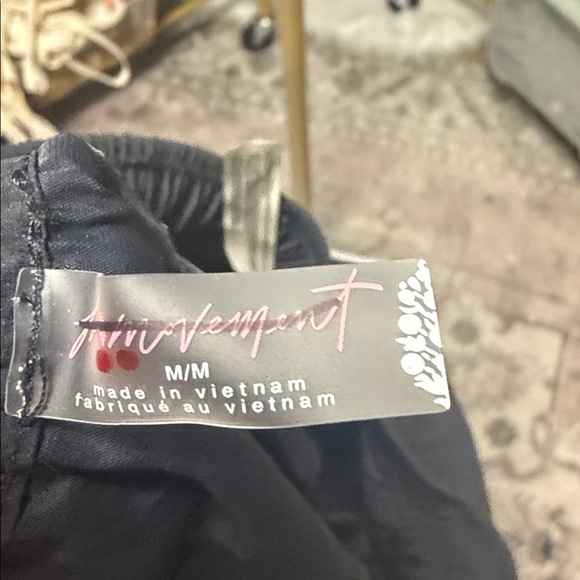 movement
M/M
made in vietnam
fabriqué au vietnam